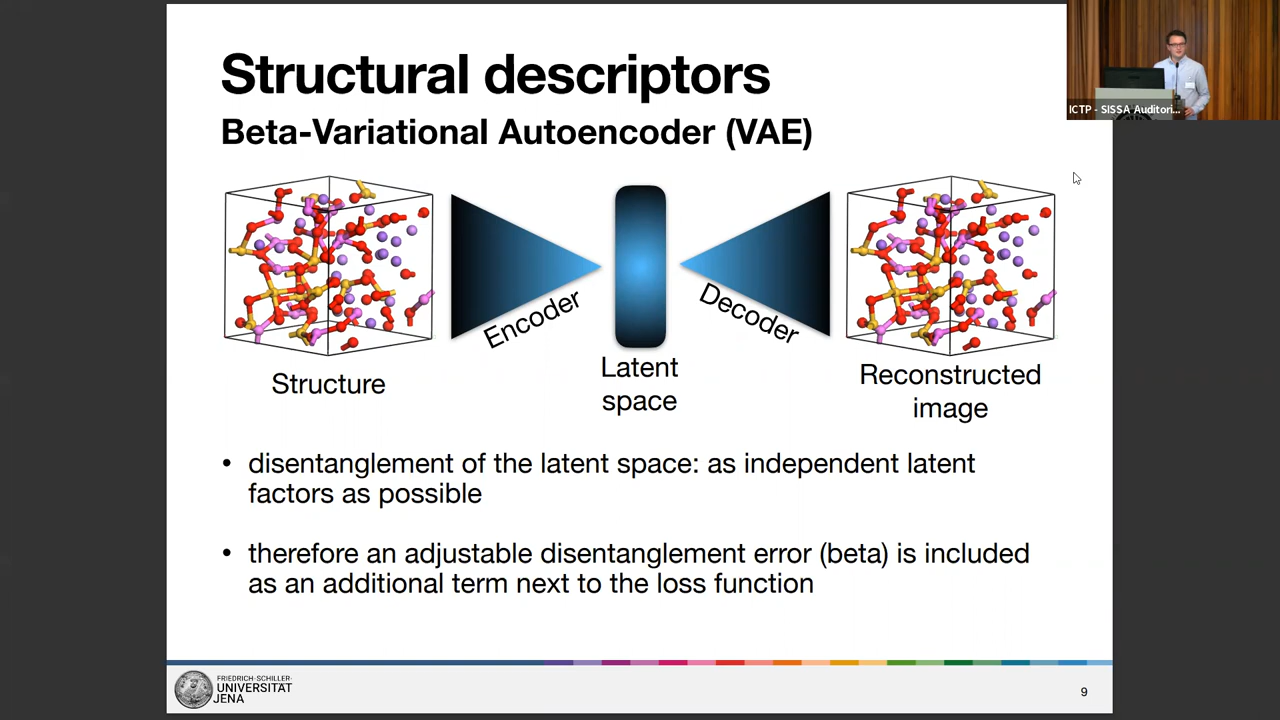 Structural descriptors
Beta-Variational Autoencoder (VAE)
ICTP - SISSA Auditori...
Encoder
Decoder
Structure
Latent
space
Reconstructed
image
• disentanglement of the latent space: as independent latent
factors as possible
• therefore an adjustable disentanglement error (beta) is included
as an additional term next to the loss function
FRIEDRICH-SCHILLER-
UNIVERSITÄT
JENA
9